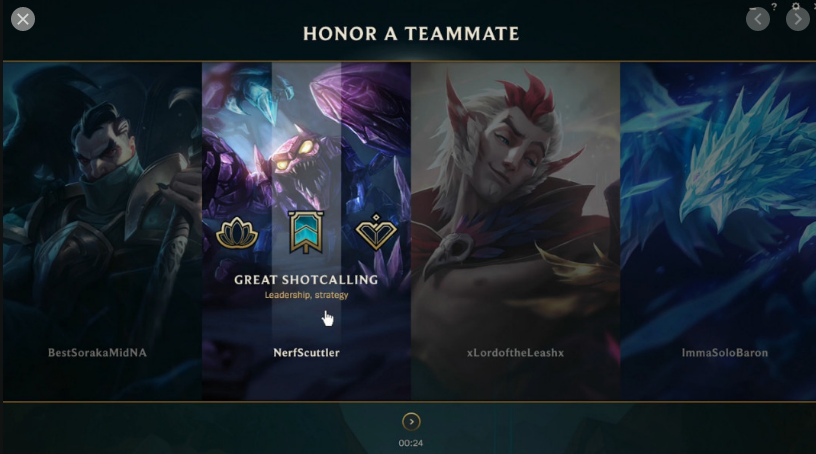 ?
HONOR A TEAMMATE
GREAT SHOTCALLING
Leadership, strategy
BestSorakaMidNA
NerfScuttler
xLordoftheLeashx
ImmaSoloBaron
00:24